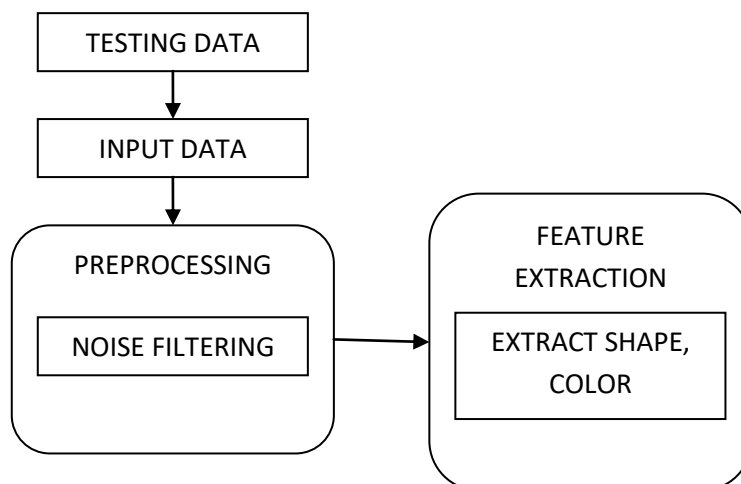 TESTING DATA
INPUT DATA
PREPROCESSING
NOISE FILTERING
FEATURE
EXTRACTION
EXTRACT SHAPE,
COLOR